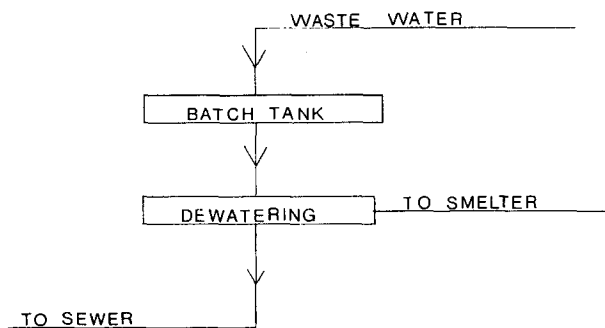 WASTE WATER
BATCH TANK
DEWATERING
TO SMELTER
TO SEWER